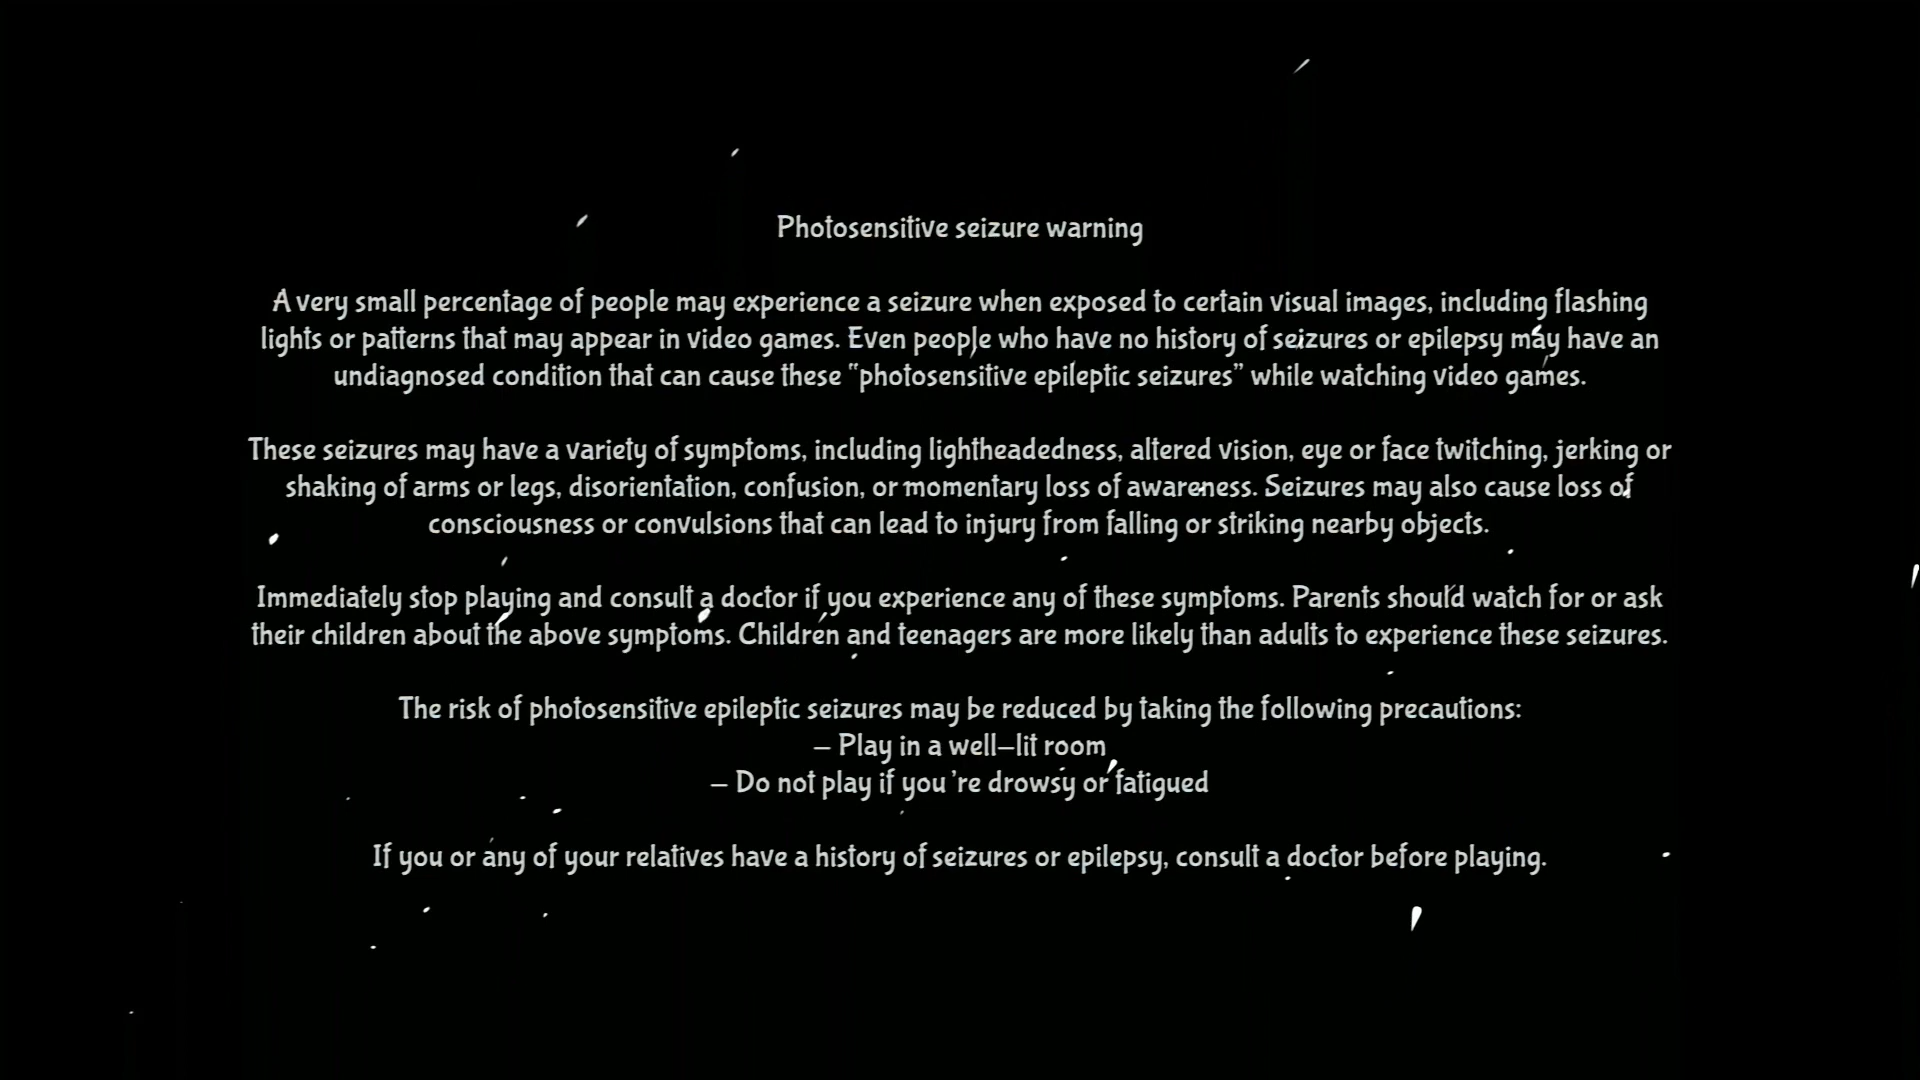 Photosensitive seizure warning
A very small percentage of people may experience a seizure when exposed to certain visual images, including flashing
lights or patterns that may appear in video games. Even people who have no history of seizures or epilepsy may have an
undiagnosed condition that can cause these "photosensitive epileptic seizures" while watching video games.
These seizures may have a variety of symptoms, including lightheadedness, altered vision, eye or face twitching, jerking or
shaking of arms or legs, disorientation, confusion, or momentary loss of awareness. Seizures may also cause loss of
consciousness or convulsions that can lead to injury from falling or striking nearby objects.
Immediately stop playing and consult a doctor if you experience any of these symptoms. Parents should watch for or ask
their children about the above symptoms. Children and teenagers are more likely than adults to experience these seizures.
The risk of photosensitive epileptic seizures may be reduced by taking the following precautions:
– Play in a well–lit room
– Do not play if you're drowsy or fatigued
If you or any of your relatives have a history of seizures or epilepsy, consult a doctor before playing.